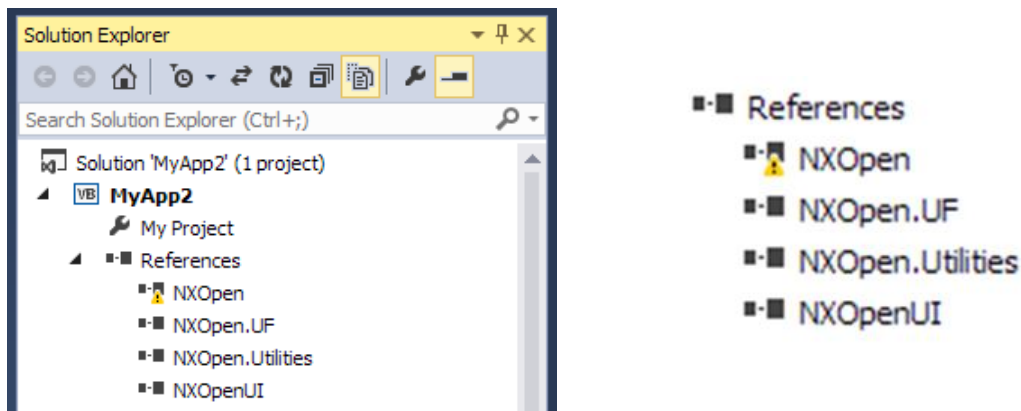 Solution Explorer
Search Solution Explorer (Ctrl+;)
Solution 'MyApp2' (1 project)
VB MyApp2
My Project
References
NXOpen
NXOpen.UF
NXOpen.Utilities
NXOpenUI
References
NXOpen
NXOpen.UF
NXOpen.Utilities
NXOpenUI